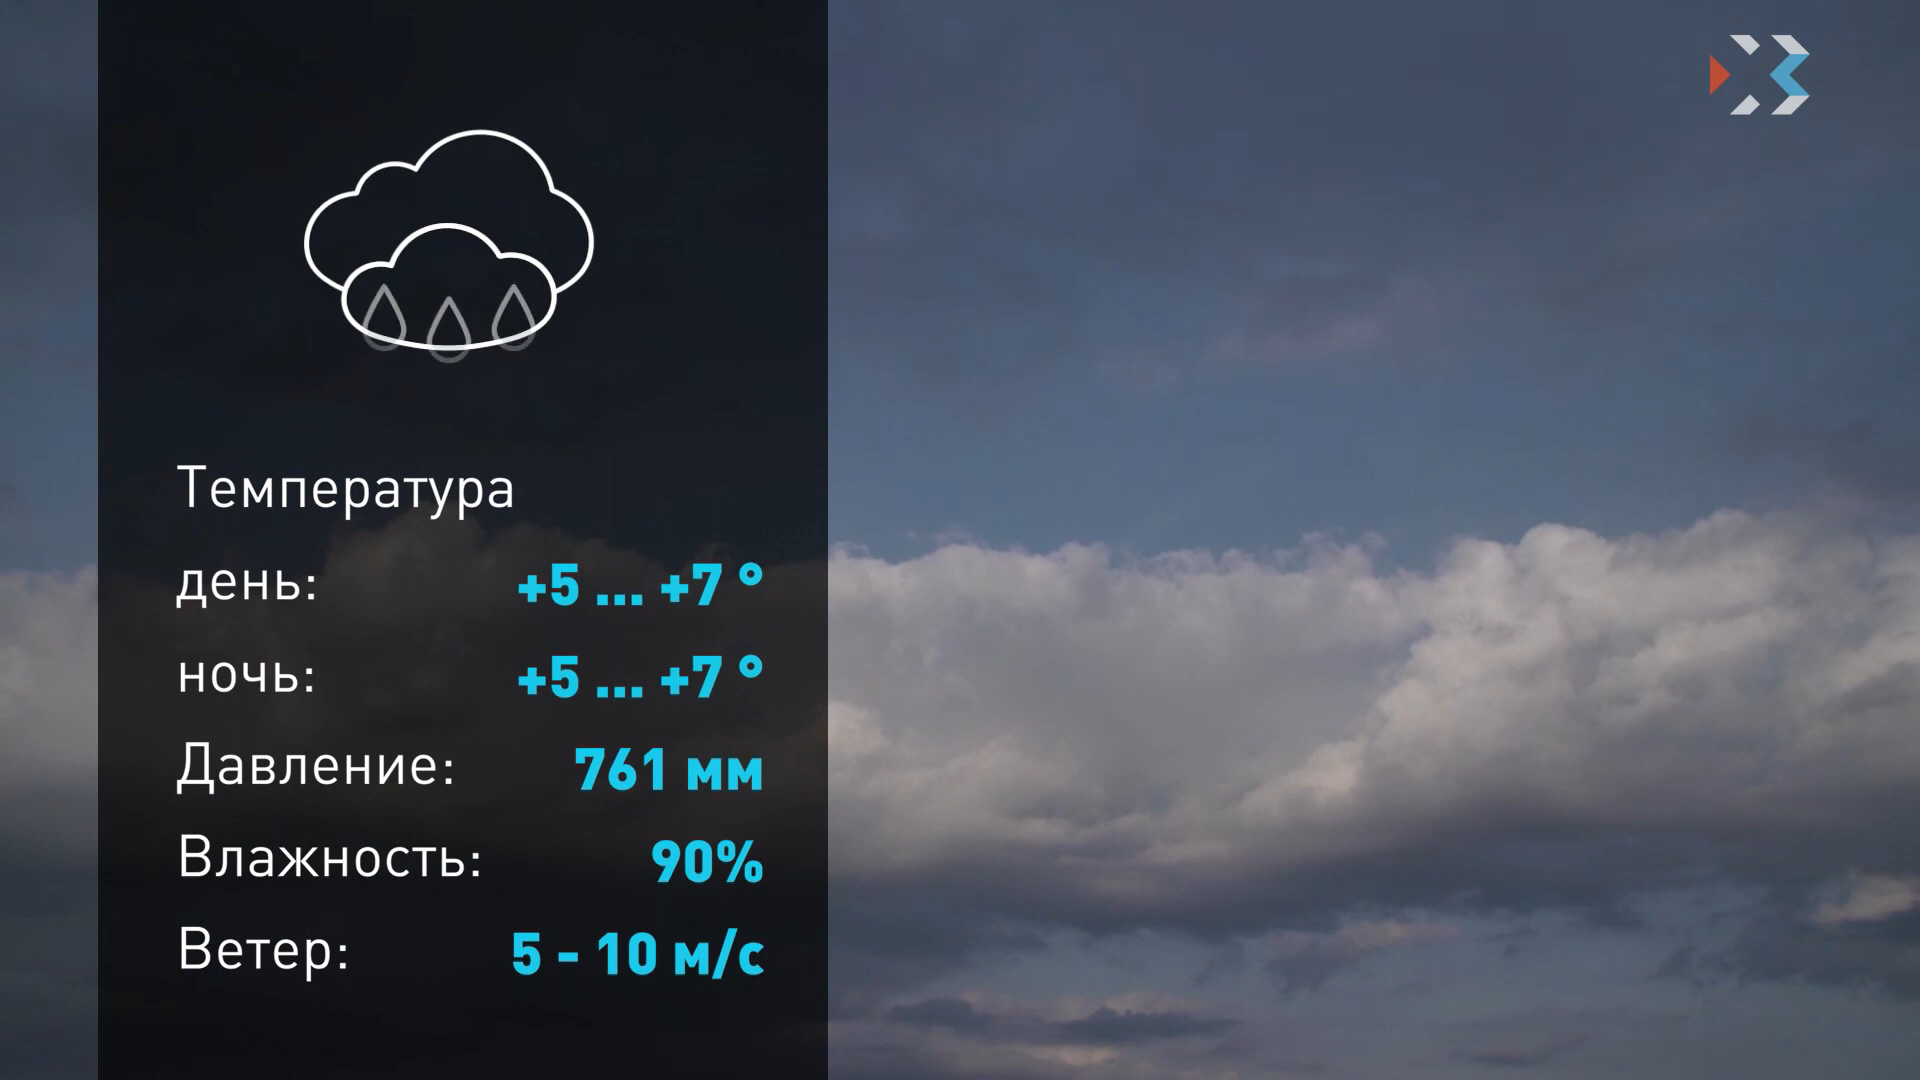 Температура
день: +5 ... +7 °
ночь: +5 ... +7 °
Давление: 761 мм
Влажность: 90%
Ветер: 5 - 10 м/с